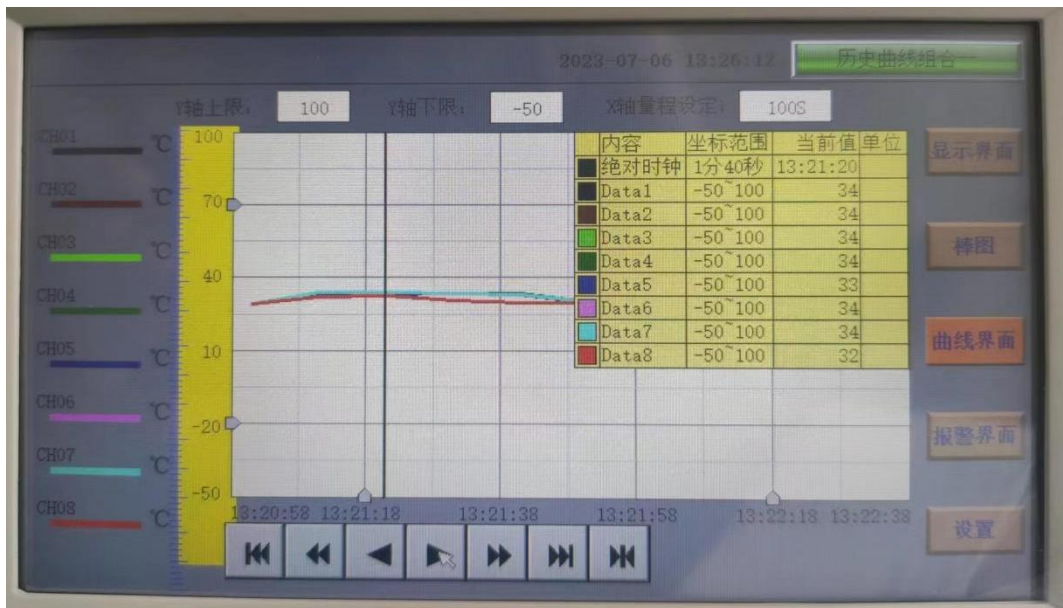 2023-07-06 13:26:12 历史曲线组合一
Y轴上限: 100 Y轴下限: -50 X轴量程设定: 100S
CH01 ℃
CH02 ℃
CH03 ℃
CH04 ℃
CH05 ℃
CH06 ℃
CH07 ℃
CH08 ℃
100
70
40
10
-20
-50
内容 坐标范围 当前值 单位
绝对时钟 1分40秒 13:21:20
Data1 -50~100 34
Data2 -50~100 34
Data3 -50~100 34
Data4 -50~100 34
Data5 -50~100 33
Data6 -50~100 34
Data7 -50~100 34
Data8 -50~100 32
13:20:58 13:21:18 13:21:38 13:21:58 13:22:18 13:22:38
显示界面
棒图
曲线界面
报警界面
设置